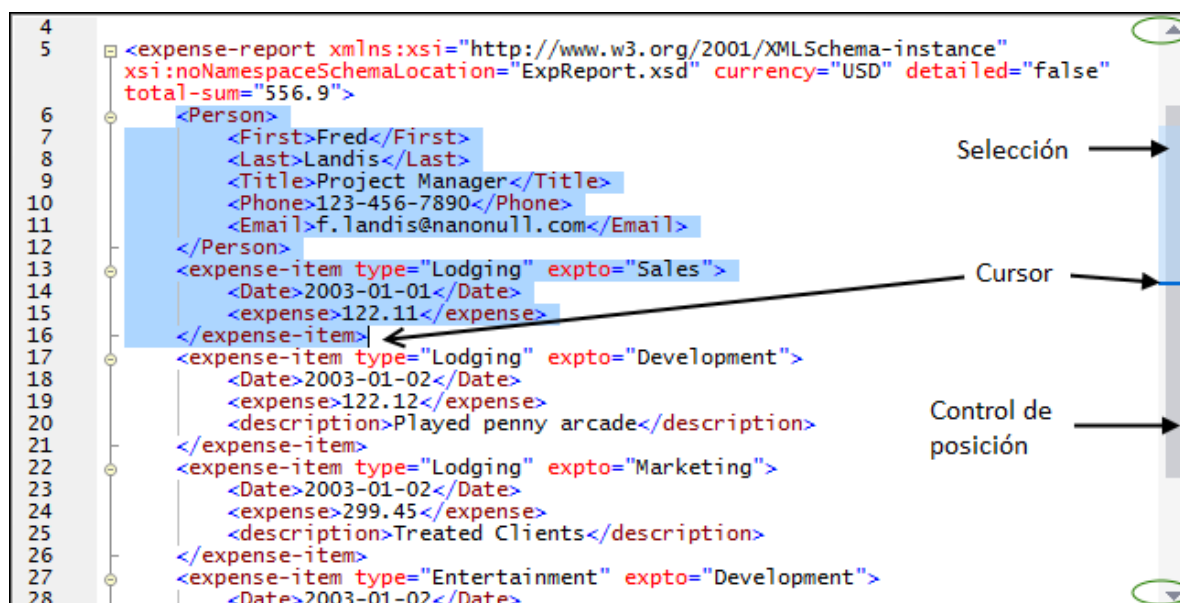 4
5 <expense-report xmlns:xsi="http://www.w3.org/2001/XMLSchema-instance"
xsi:noNamespaceSchemaLocation="ExpReport.xsd" currency="USD" detailed="false"
total-sum="556.9">
6 <Person>
7 <First>Fred</First>
8 <Last>Landis</Last>
Selección
9 <Title>Project Manager</Title>
10 <Phone>123-456-7890</Phone>
11 <Email>f.landis@nanonull.com</Email>
12 </Person>
13 <expense-item type="Lodging" expto="Sales">
Cursor
14 <Date>2003-01-01</Date>
15 <expense>122.11</expense>
16 </expense-item>
17 <expense-item type="Lodging" expto="Development">
18 <Date>2003-01-02</Date>
19 <expense>122.12</expense>
20 <description>Played penny arcade</description>
Control de
posición
21 </expense-item>
22 <expense-item type="Lodging" expto="Marketing">
23 <Date>2003-01-02</Date>
24 <expense>299.45</expense>
25 <description>Treated Clients</description>
26 </expense-item>
27 <expense-item type="Entertainment" expto="Development">
28 <Date>2003-01-02</Date>